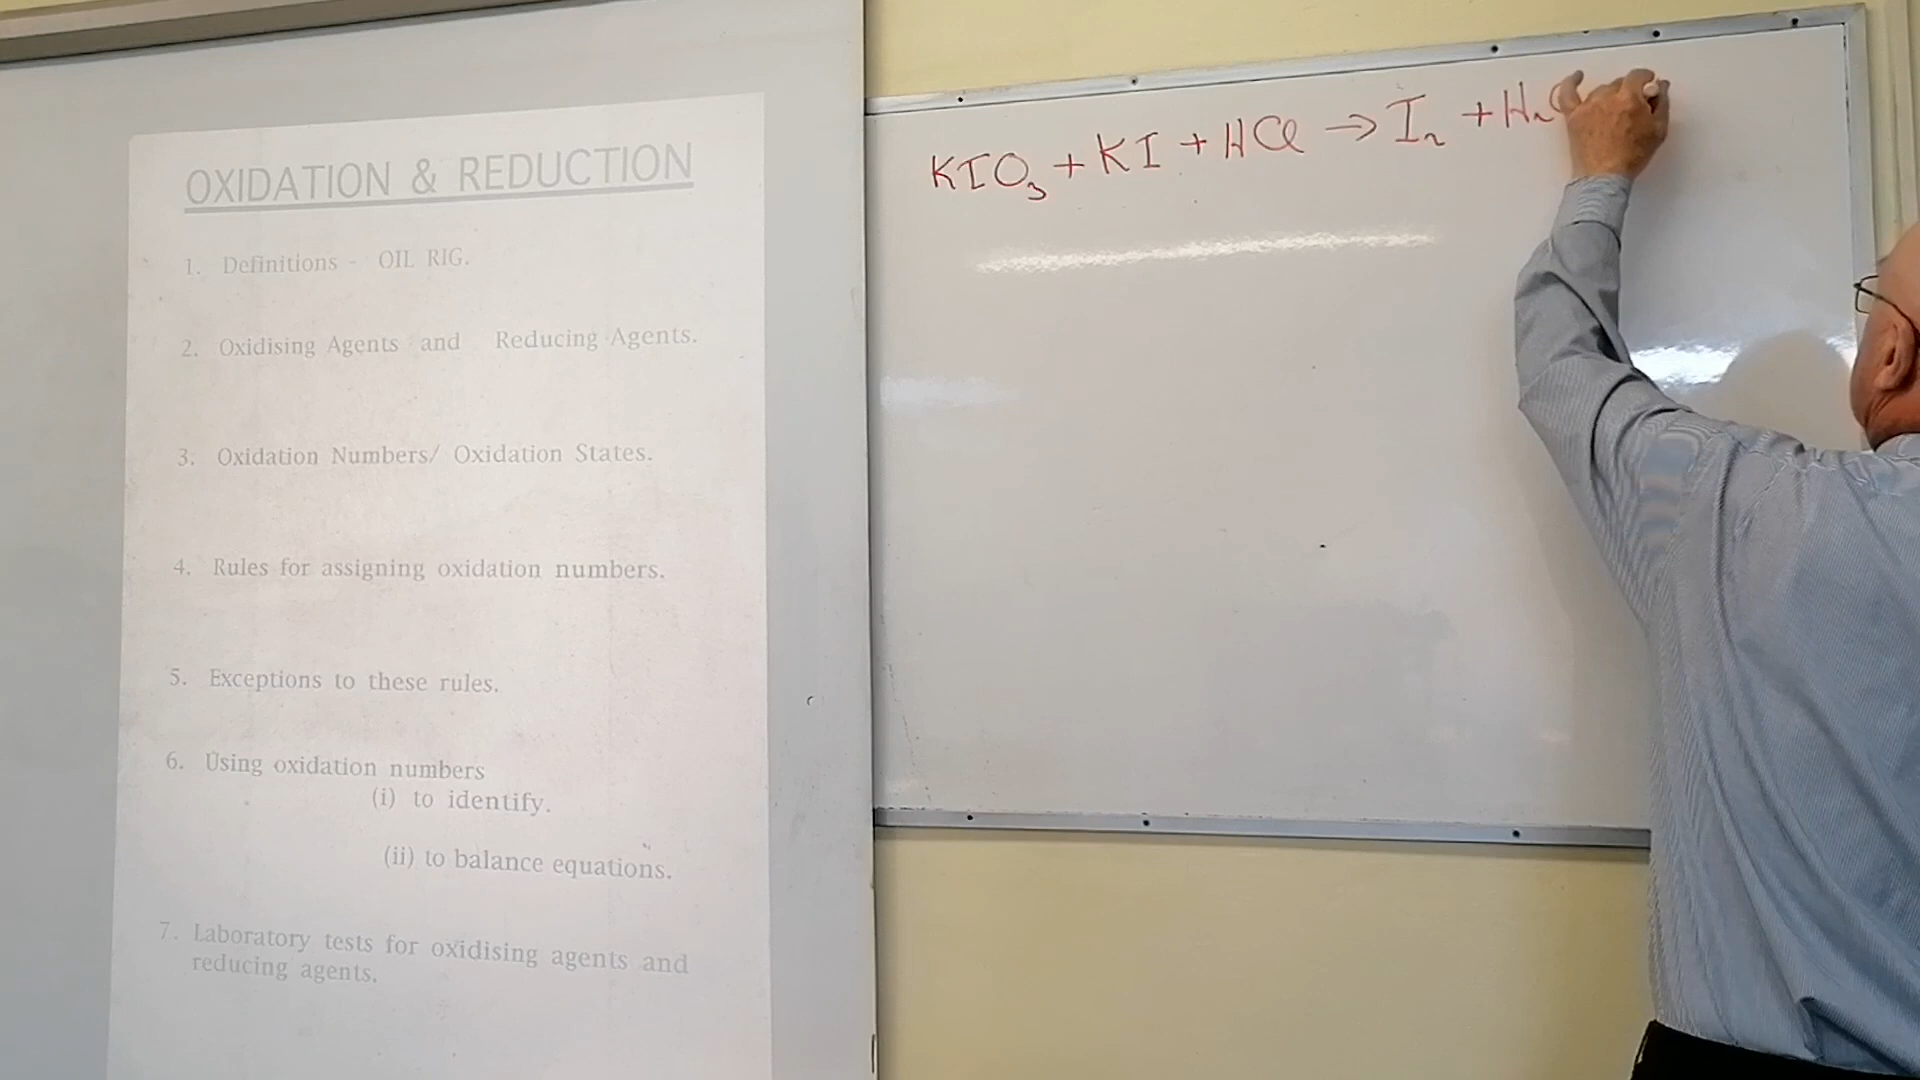 OXIDATION & REDUCTION
1. Definitions - OIL RIG.
2. Oxidising Agents and Reducing Agents.
3. Oxidation Numbers/ Oxidation States.
4. Rules for assigning oxidation numbers.
5. Exceptions to these rules.
6. Using oxidation numbers
(i) to identify.
(ii) to balance equations.
7. Laboratory tests for oxidising agents and
reducing agents.
KIO₃ + KI + HCl → I₂ + H₂